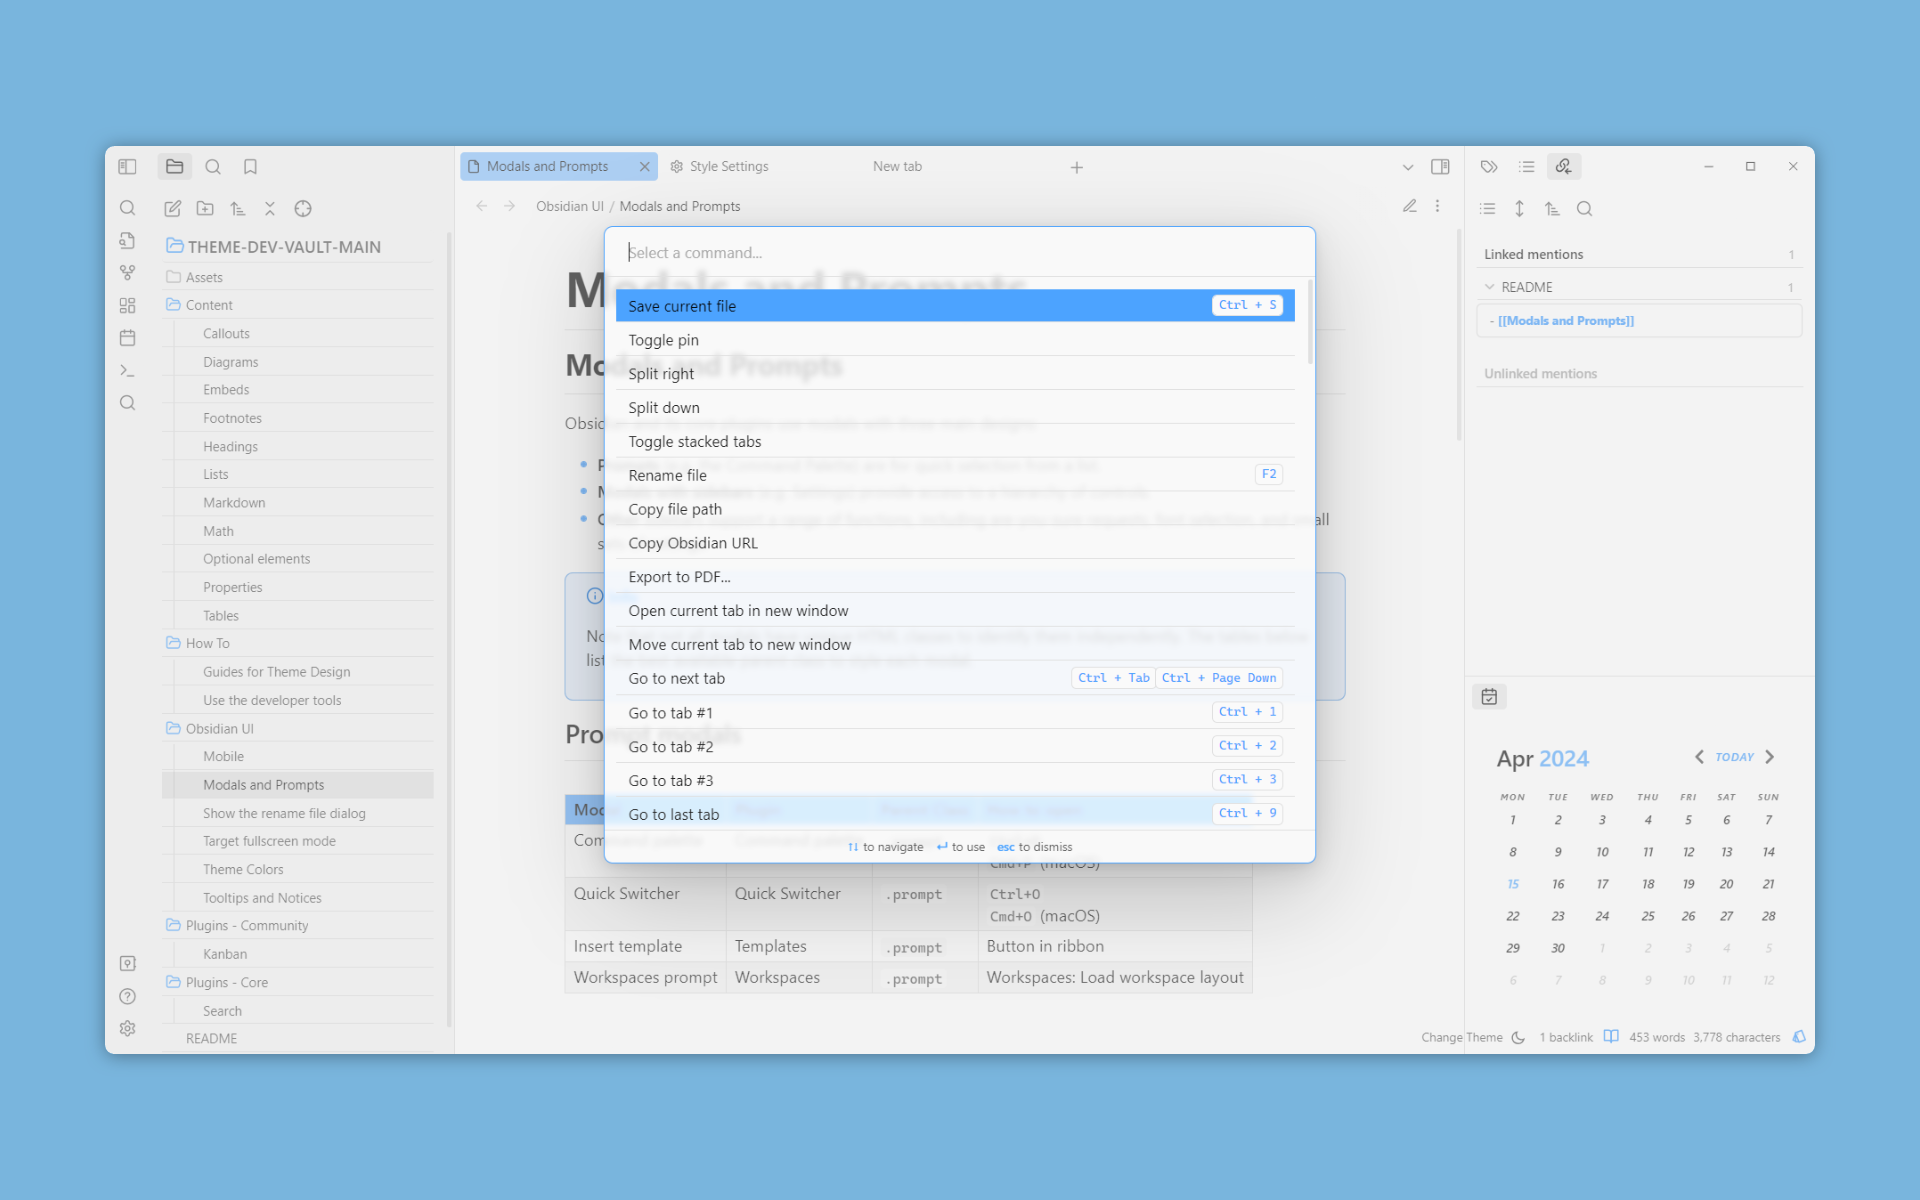 Modals and Prompts
Style Settings
New tab
Obsidian UI / Modals and Prompts
THEME-DEV-VAULT-MAIN
Assets
Content
Callouts
Diagrams
Embeds
Footnotes
Headings
Lists
Markdown
Math
Optional elements
Properties
Tables
How To
Guides for Theme Design
Use the developer tools
Obsidian UI
Mobile
Modals and Prompts
Show the rename file dialog
Target fullscreen mode
Theme Colors
Tooltips and Notices
Plugins - Community
Kanban
Plugins - Core
Search
README
Select a command...
Modals and Prompts
Save current file Ctrl + S
Toggle pin
Modals and Prompts
Split right
Split down
Toggle stacked tabs
Rename file F2
Copy file path
Copy Obsidian URL
Export to PDF...
Open current tab in new window
Move current tab to new window
Go to next tab Ctrl + Tab Ctrl + Page Down
Go to tab #1 Ctrl + 1
Prompt modals
Go to tab #2 Ctrl + 2
Go to tab #3 Ctrl + 3
Go to last tab Ctrl + 9
↑↓ to navigate ↵ to use esc to dismiss
Cmd+P (macOS)
Quick Switcher Quick Switcher .prompt Ctrl+O
Cmd+O (macOS)
Insert template Templates .prompt Button in ribbon
Workspaces prompt Workspaces .prompt Workspaces: Load workspace layout
Linked mentions 1
README 1
- [[Modals and Prompts]]
Unlinked mentions
Apr 2024
TODAY
MON TUE WED THU FRI SAT SUN
1 2 3 4 5 6 7
8 9 10 11 12 13 14
15 16 17 18 19 20 21
22 23 24 25 26 27 28
29 30 1 2 3 4 5
6 7 8 9 10 11 12
Change Theme 1 backlink 453 words 3,778 characters